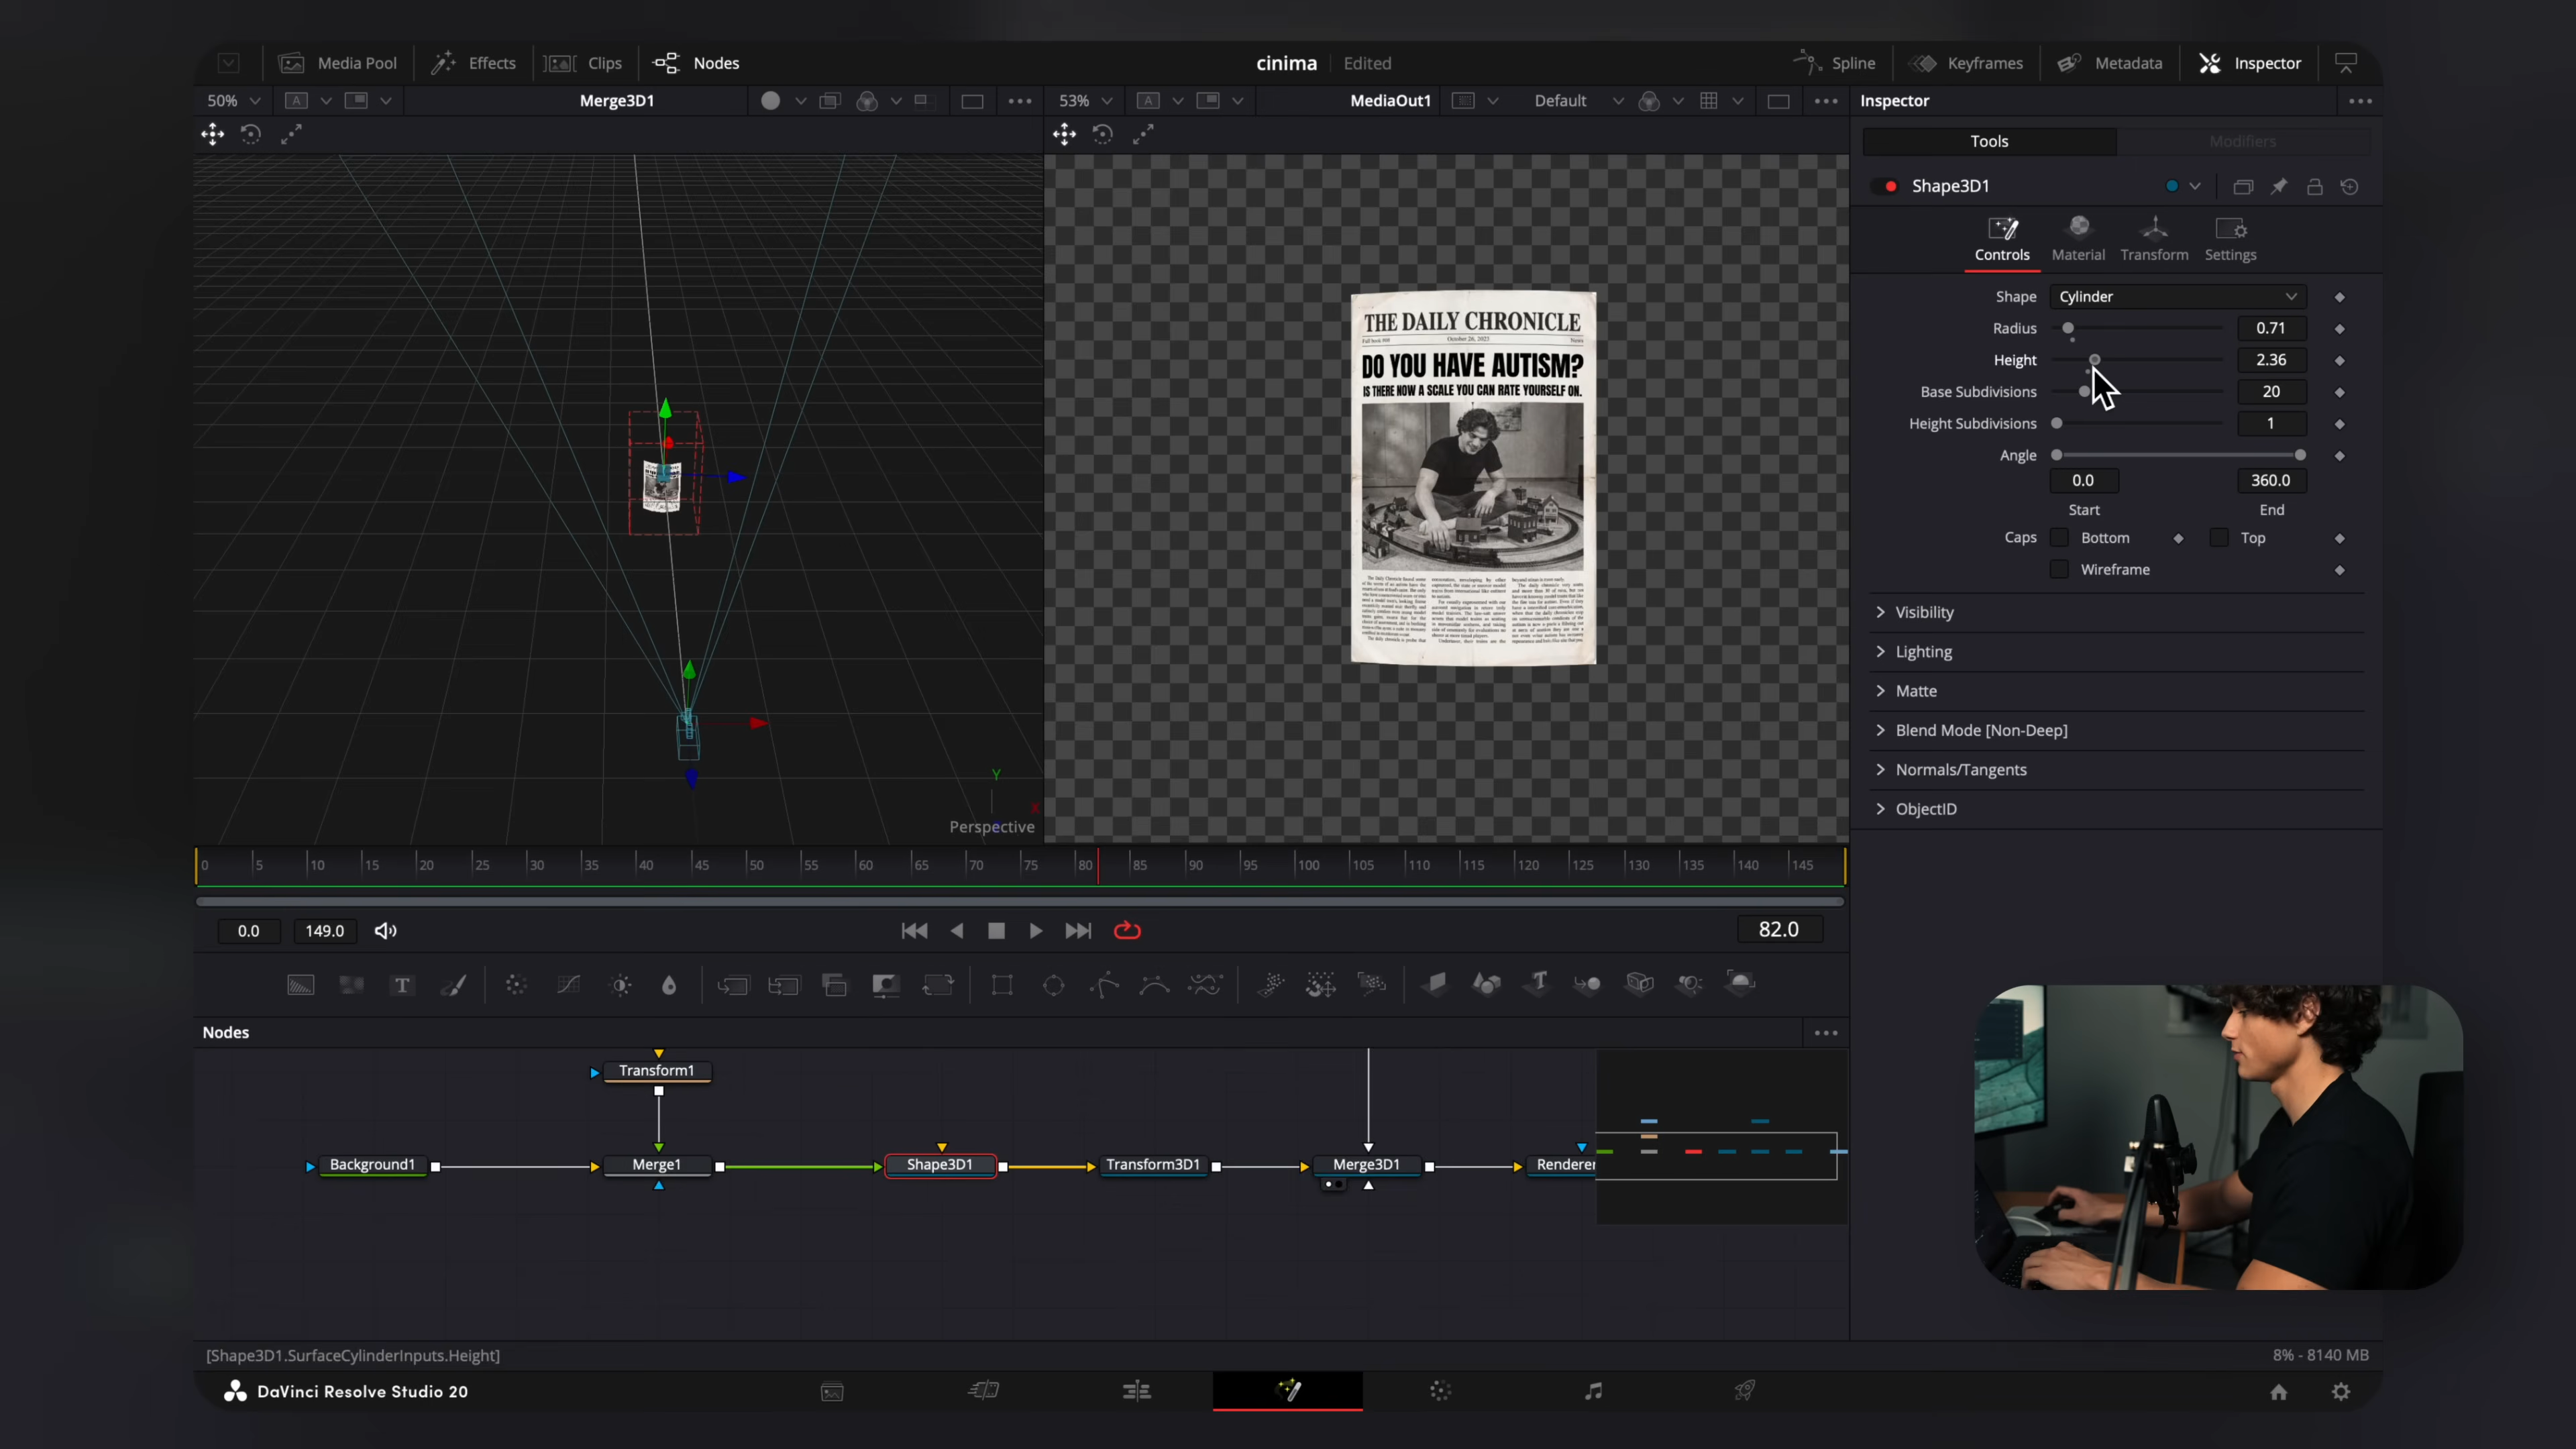 Media Pool
Effects
Clips
Nodes
cinima
Edited
Spline
Keyframes
Metadata
Inspector
50%
A
Merge3D1
53%
A
MediaOut1
Default
Inspector
Tools
Modifiers
Shape3D1
Controls
Material
Transform
Settings
Shape
Cylinder
Radius
0.71
Height
2.36
Base Subdivisions
20
Height Subdivisions
1
Angle
0.0
360.0
Start
End
Caps
Bottom
Top
Wireframe
Visibility
Lighting
Matte
Blend Mode [Non-Deep]
Normals/Tangents
ObjectID
THE DAILY CHRONICLE
October 26, 2025
News
DO YOU HAVE AUTISM?
IS THERE NOW A SCALE YOU CAN RATE YOURSELF ON.
Y
X
Perspective
0 5 10 15 20 25 30 35 40 45 50 55 60 65 70 75 80 85 90 95 100 105 110 115 120 125 130 135 140 145
0.0
149.0
82.0
T
T
Nodes
Transform1
Background1
Merge1
Shape3D1
Transform3D1
Merge3D1
Renderer
[Shape3D1.SurfaceCylinderInputs.Height]
8% - 8140 MB
DaVinci Resolve Studio 20